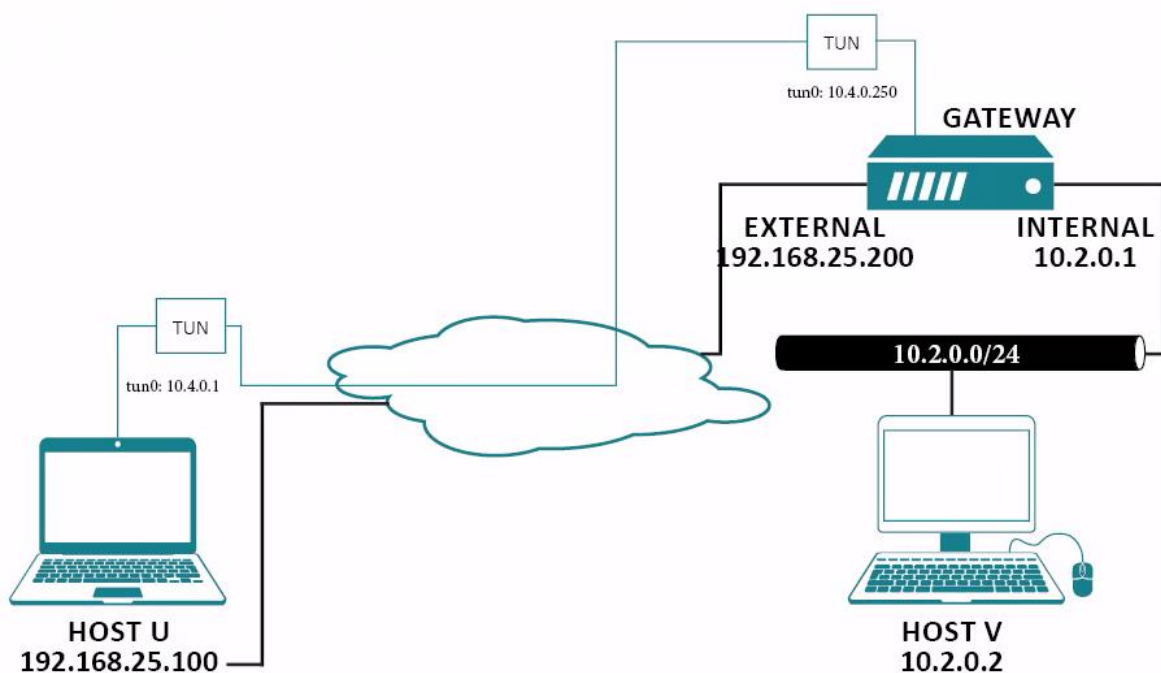 TUN
tun0: 10.4.0.250
GATEWAY
EXTERNAL
192.168.25.200
INTERNAL
10.2.0.1
TUN
tun0: 10.4.0.1
10.2.0.0/24
HOST U
192.168.25.100
HOST V
10.2.0.2